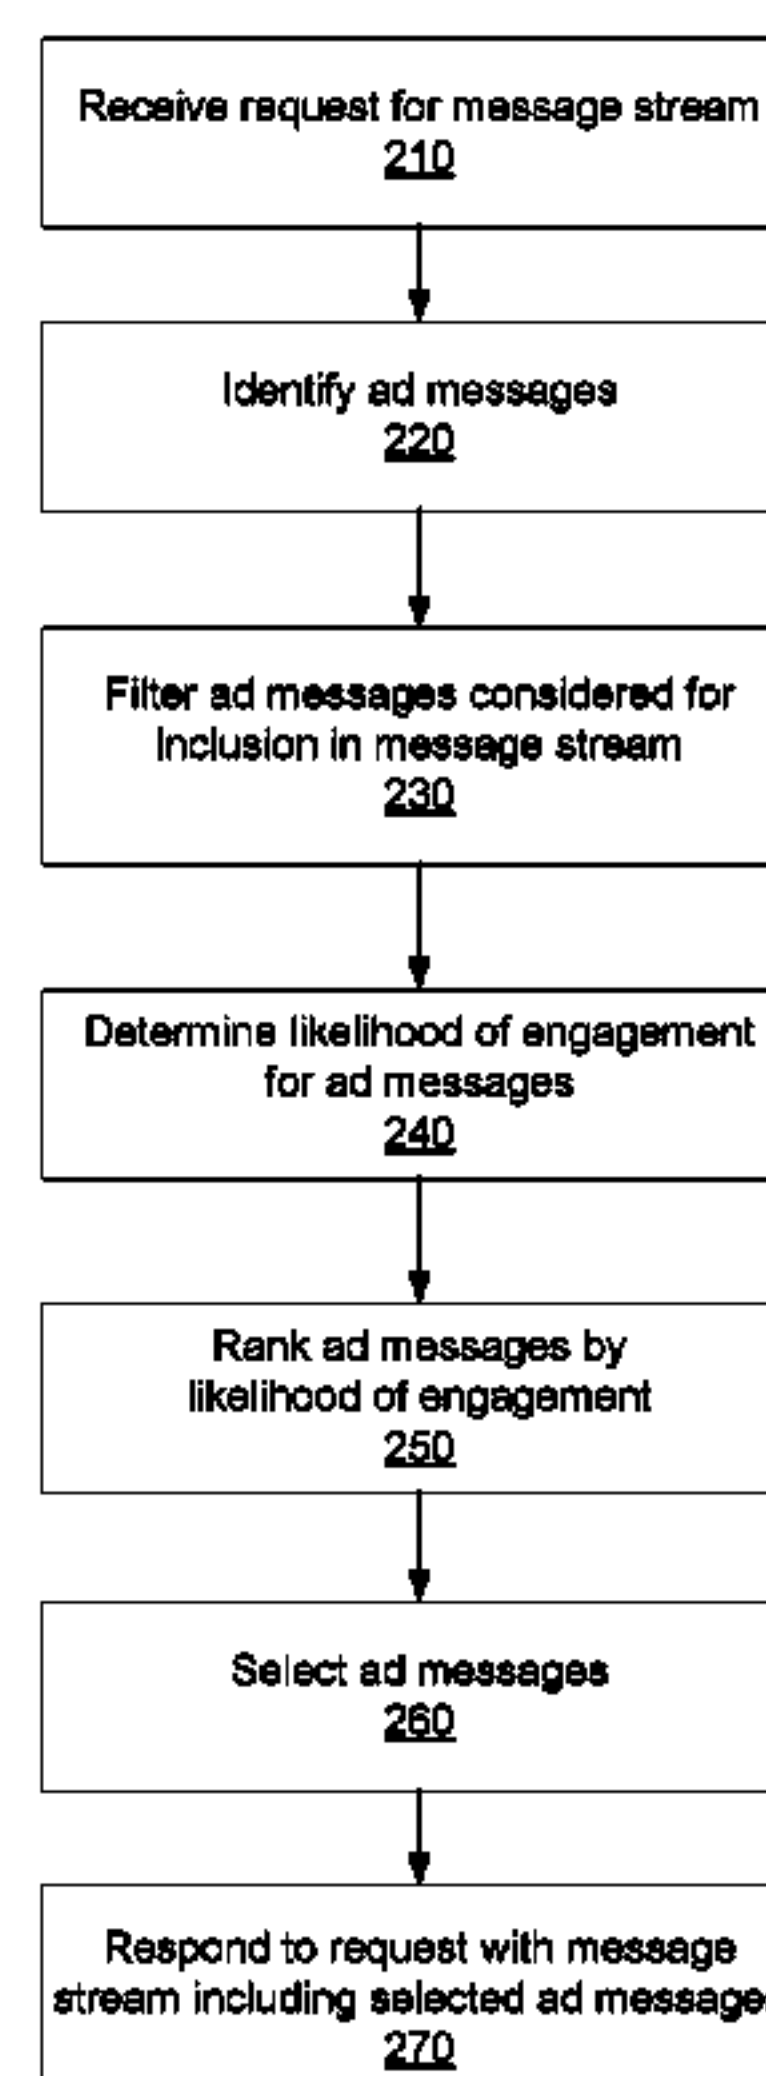 Receive request for message stream
210
Identify ad messages
220
Filter ad messages considered for
inclusion in message stream
230
Determine likelihood of engagement
for ad messages
240
Rank ad messages by
likelihood of engagement
250
Select ad messages
260
Respond to request with message
stream including selected ad messages
270